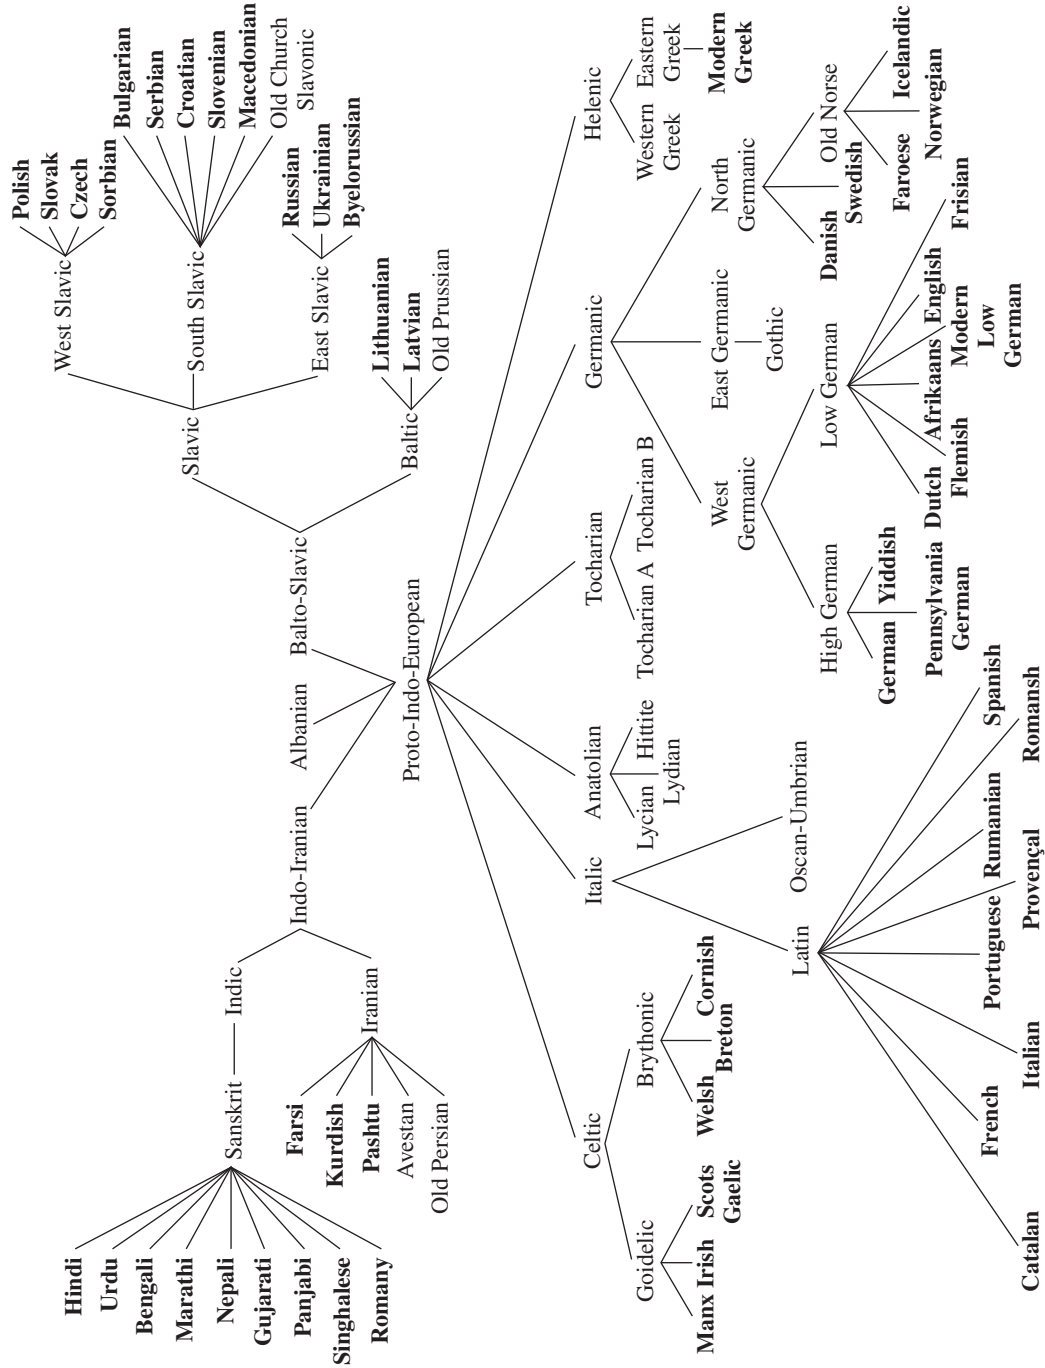 Hindi
Urdu
Bengali
Marathi
Nepali
Gujarati
Panjabi
Singhalese
Romany
Sanskrit
Indic
Farsi
Kurdish
Pashtu
Avestan
Old Persian
Iranian
Indo-Iranian
Albanian
Balto-Slavic
Slavic
West Slavic
Polish
Slovak
Czech
Sorbian
South Slavic
Bulgarian
Serbian
Croatian
Slovenian
Macedonian
Old Church
Slavonic
East Slavic
Russian
Ukrainian
Byelorussian
Baltic
Lithuanian
Latvian
Old Prussian
Proto-Indo-European
Celtic
Goidelic
Manx
Irish
Scots
Gaelic
Brythonic
Welsh
Breton
Cornish
Italic
Latin
Catalan
French
Italian
Portuguese
Provençal
Rumanian
Romansh
Spanish
Oscan-Umbrian
Anatolian
Lycian
Lydian
Hittite
Tocharian
Tocharian A
Tocharian B
Germanic
West
Germanic
High German
German
Pennsylvania
German
Yiddish
Low German
Dutch
Flemish
Afrikaans
Modern
Low
German
English
Frisian
East Germanic
Gothic
North
Germanic
Danish
Swedish
Old Norse
Faroese
Norwegian
Icelandic
Helenic
Western
Greek
Eastern
Greek
Modern
Greek